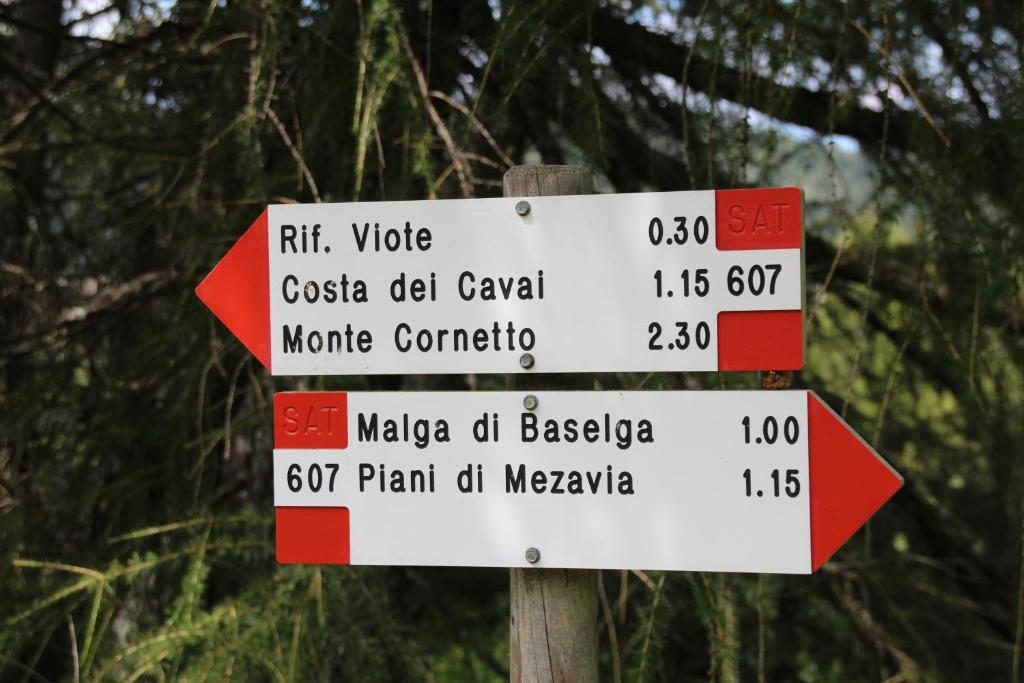 SAT
Rif. Viote 0.30
Costa dei Cavai 1.15 607
Monte Cornetto 2.30
SAT
Malga di Baselga 1.00
607 Piani di Mezavia 1.15